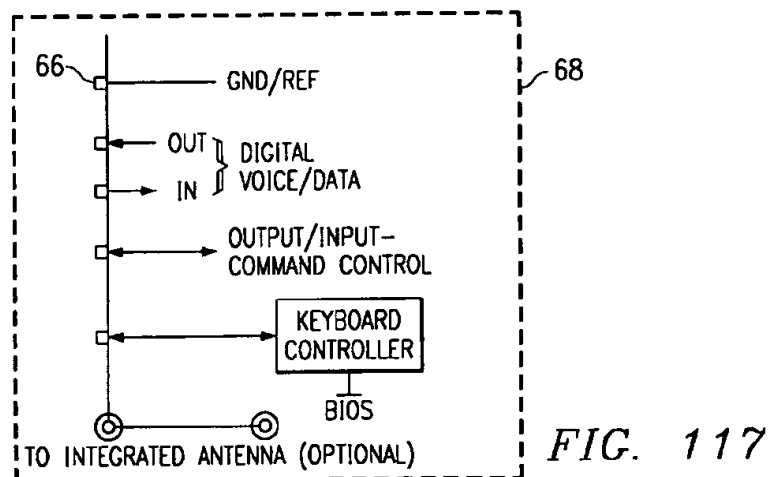 66
GND/REF
68
OUT
DIGITAL
VOICE/DATA
IN
OUTPUT/INPUT-
COMMAND CONTROL
KEYBOARD
CONTROLLER
BIOS
TO INTEGRATED ANTENNA (OPTIONAL)
FIG. 117